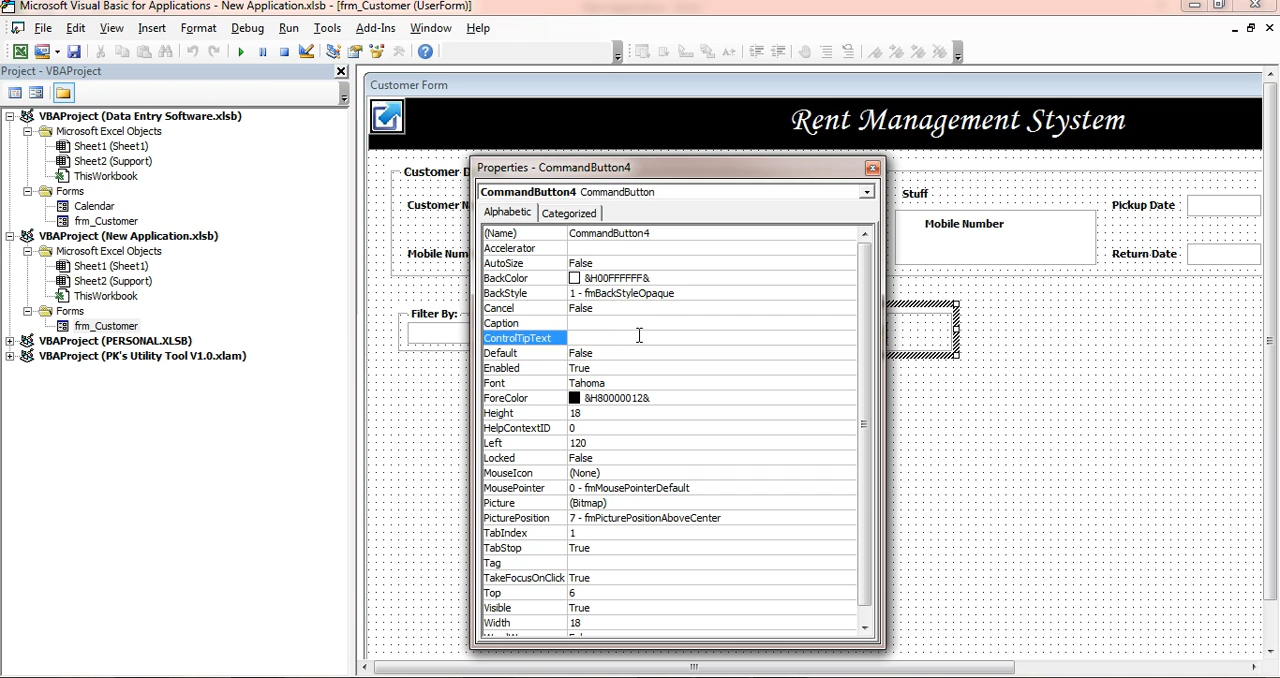 Microsoft Visual Basic for Applications - New Application.xlsb - [frm_Customer (UserForm)]
File Edit View Insert Format Debug Run Tools Add-Ins Window Help
Project - VBAProject
VBAProject (Data Entry Software.xlsb)
Microsoft Excel Objects
Sheet1 (Sheet1)
Sheet2 (Support)
ThisWorkbook
Forms
Calendar
frm_Customer
VBAProject (New Application.xlsb)
Microsoft Excel Objects
Sheet1 (Sheet1)
Sheet2 (Support)
ThisWorkbook
Forms
frm_Customer
VBAProject (PERSONAL.XLSB)
VBAProject (PK's Utility Tool V1.0.xlam)
Customer Form
Rent Management Stystem
Customer D
Customer N
Mobile Num
Filter By:
Stuff
Mobile Number
Pickup Date :
Return Date :
Properties - CommandButton4
CommandButton4 CommandButton
Alphabetic Categorized
(Name) CommandButton4
Accelerator
AutoSize False
BackColor &H00FFFFFF&
BackStyle 1 - fmBackStyleOpaque
Cancel False
Caption
ControlTipText
Default False
Enabled True
Font Tahoma
ForeColor &H80000012&
Height 18
HelpContextID 0
Left 120
Locked False
MouseIcon (None)
MousePointer 0 - fmMousePointerDefault
Picture (Bitmap)
PicturePosition 7 - fmPicturePositionAboveCenter
TabIndex 1
TabStop True
Tag
TakeFocusOnClick True
Top 6
Visible True
Width 18